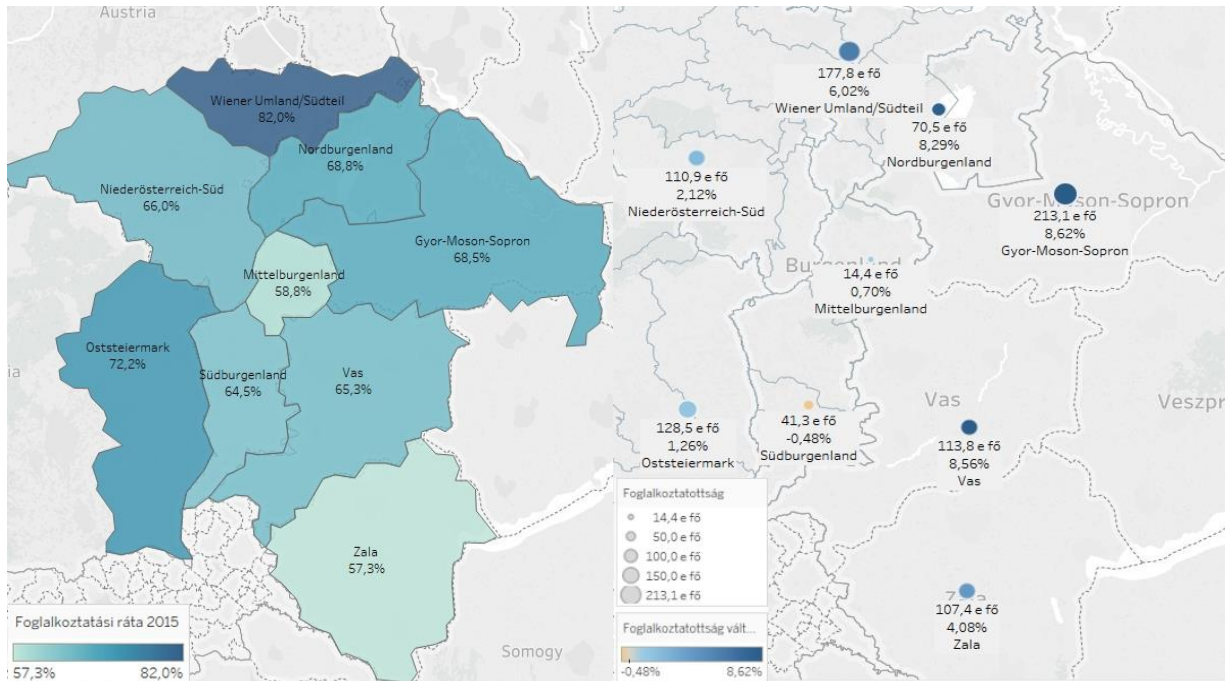 Austria
Wiener Umland/Südteil
82,0%
Nordburgenland
68,8%
Niederösterreich-Süd
66,0%
Gyor-Moson-Sopron
68,5%
Mittelburgenland
58,8%
Oststeiermark
72,2%
Südburgenland
64,5%
Vas
65,3%
Zala
57,3%
Somogy
ia
Foglalkoztatási ráta 2015
57,3%
82,0%
177,8 e fő
6,02%
Wiener Umland/Südteil
70,5 e fő
8,29%
Nordburgenland
110,9 e fő
2,12%
Niederösterreich-Süd
Gyor-Moson-Sopron
213,1 e fő
8,62%
Gyor-Moson-Sopron
Burgenland
14,4 e fő
0,70%
Mittelburgenland
128,5 e fő
1,26%
Oststeiermark
41,3 e fő
-0,48%
Südburgenland
Vas
113,8 e fő
8,56%
Vas
Veszpr
Zala
107,4 e fő
4,08%
Zala
Foglalkoztatottság
14,4 e fő
50,0 e fő
100,0 e fő
150,0 e fő
213,1 e fő
Foglalkoztatottság vált...
-0,48%
8,62%